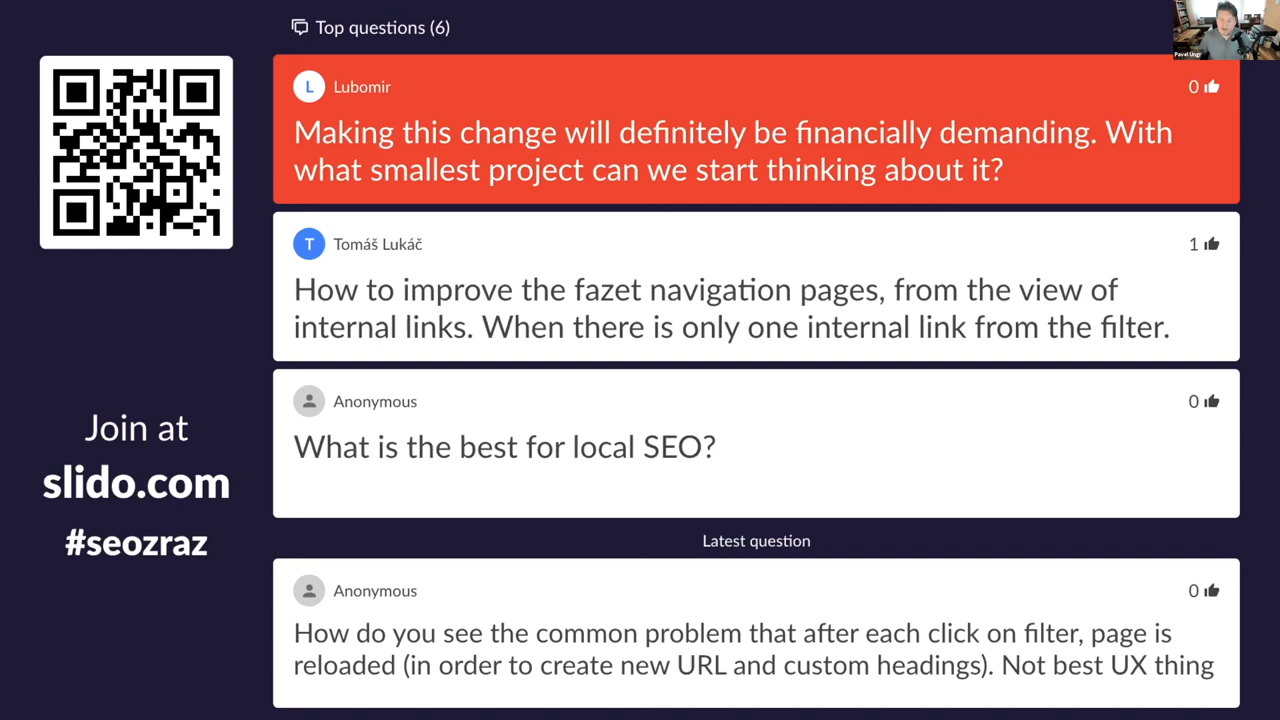 Top questions (6)
Pavel Ungr
L
Lubomir
0
Making this change will definitely be financially demanding. With
what smallest project can we start thinking about it?
T
Tomáš Lukáč
1
How to improve the fazet navigation pages, from the view of
internal links. When there is only one internal link from the filter.
Anonymous
0
What is the best for local SEO?
Join at
slido.com
#seozraz
Latest question
Anonymous
0
How do you see the common problem that after each click on filter, page is
reloaded (in order to create new URL and custom headings). Not best UX thing